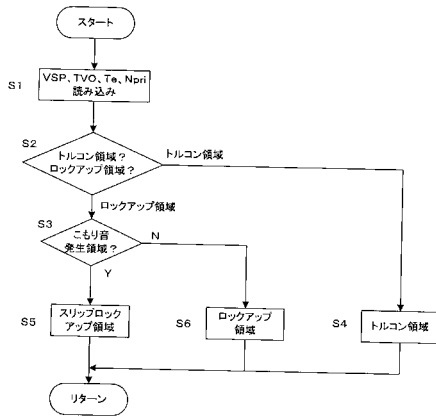 スタート
S1
VSP、TVO、Te、Npri
読み込み
S2
トルコン領域？
ロックアップ領域？
トルコン領域
ロックアップ領域
S3
こもり音
発生領域？
N
Y
S5
スリップロック
アップ領域
S6
ロックアップ
領域
S4
トルコン領域
リターン